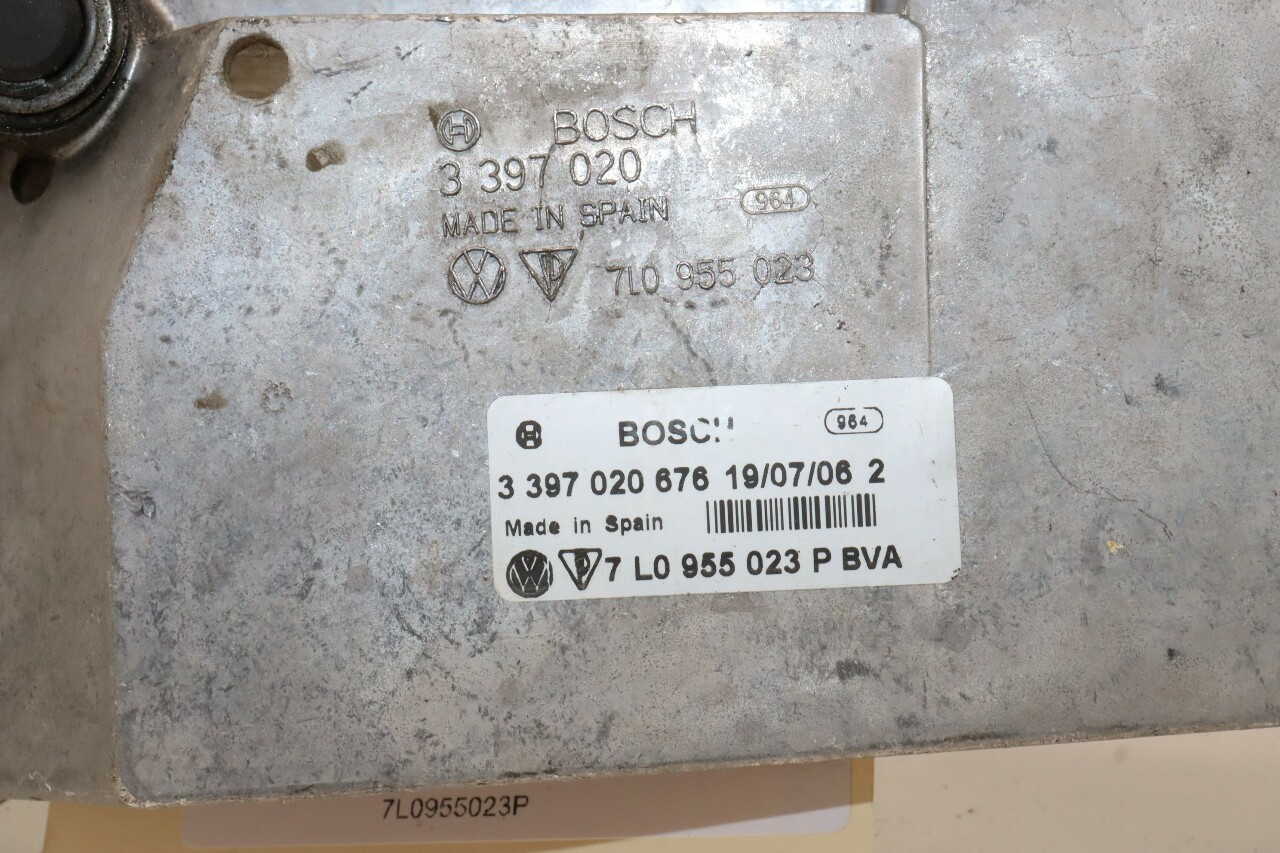 BOSCH
3 397 020
MADE IN SPAIN 964
7L0 955 023
BOSCH 964
3 397 020 676 19/07/06 2
Made in Spain
7 L0 955 023 P BVA
7L0955023P